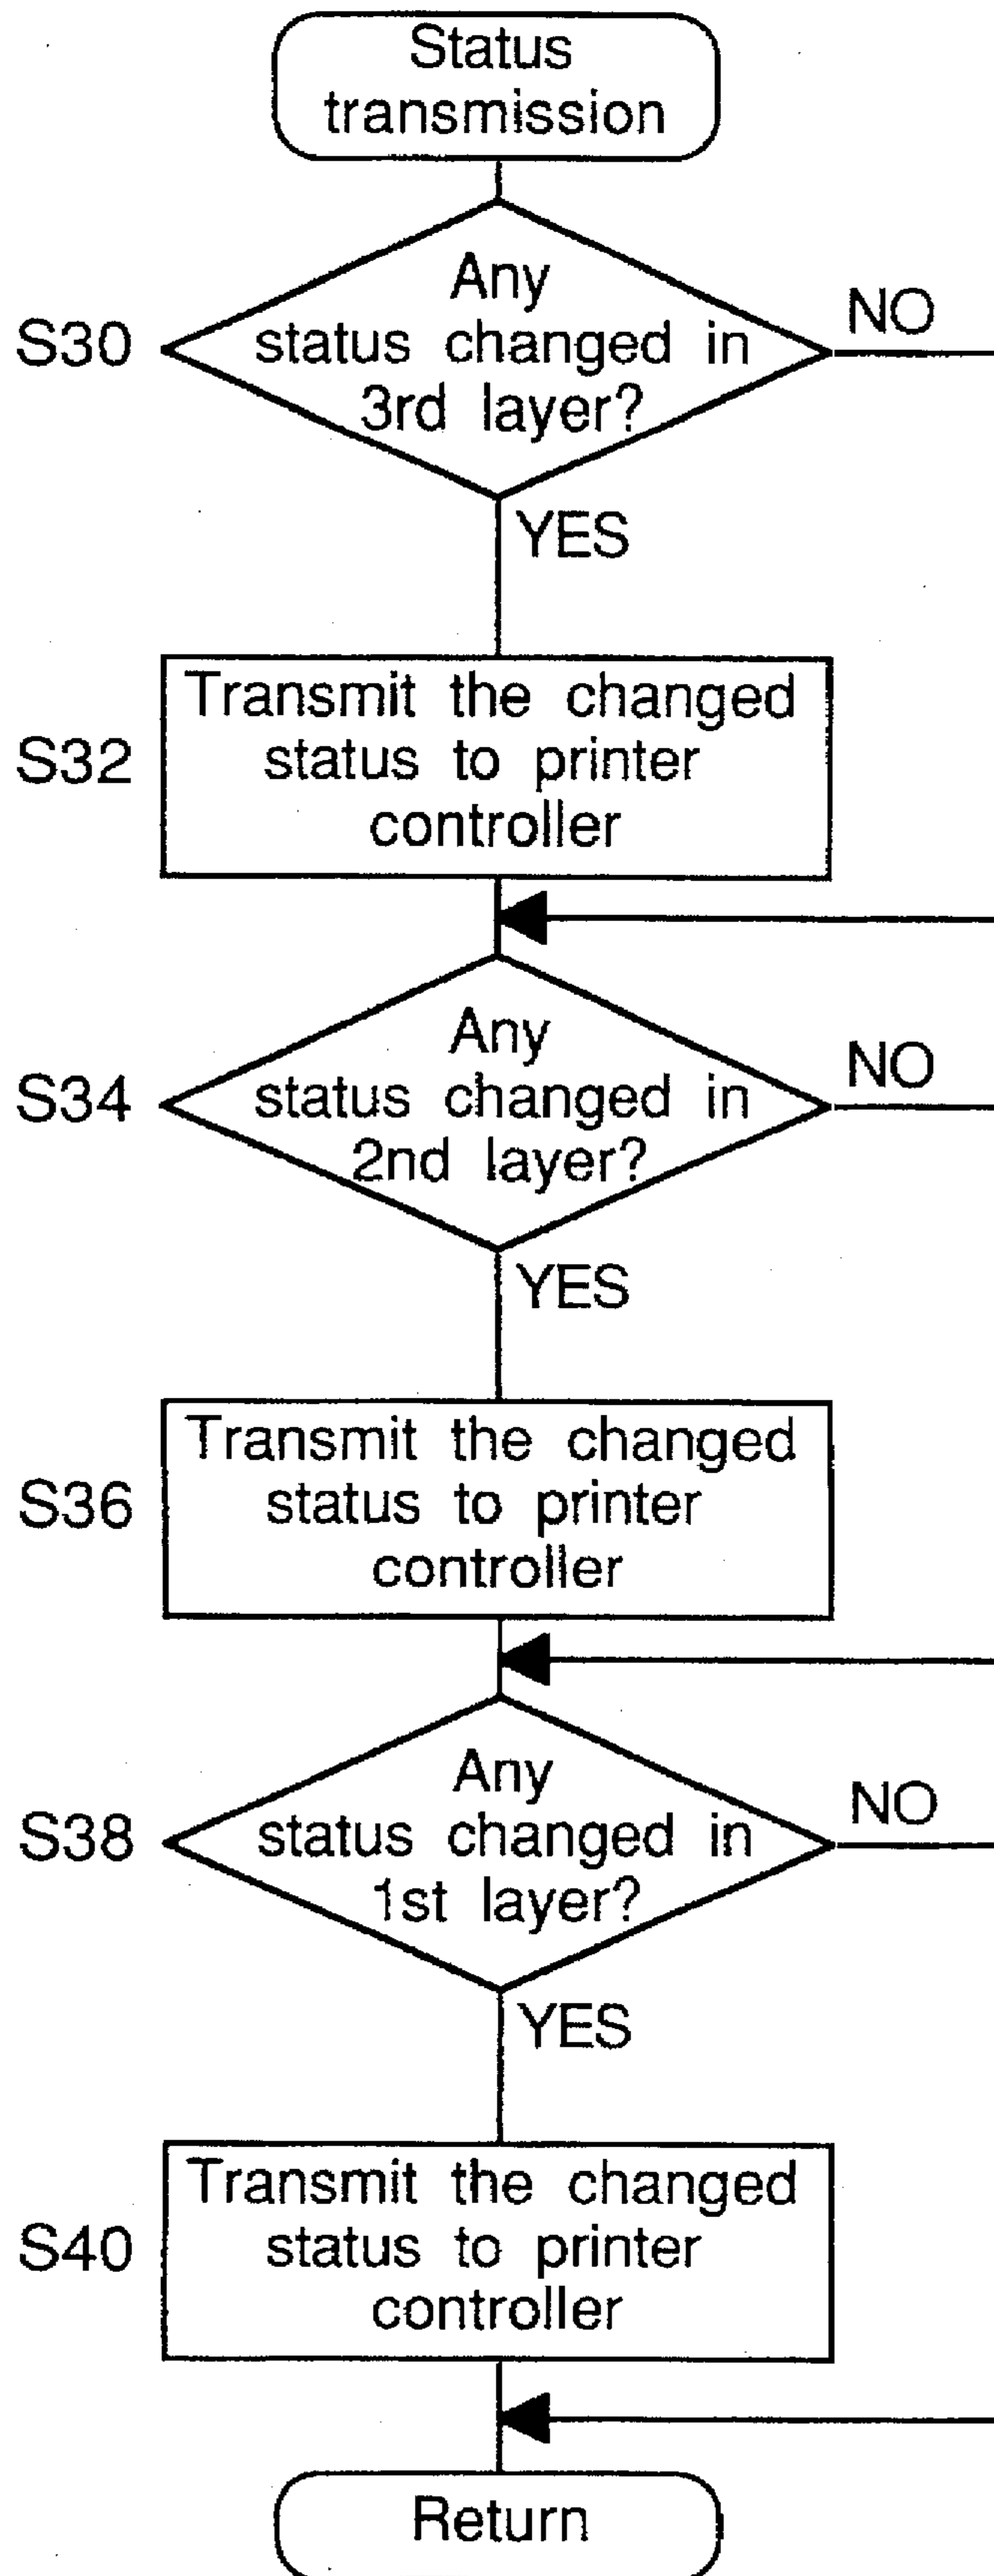 Status
transmission
Any
S30 status changed in NO
3rd layer?
YES
Transmit the changed
S32 status to printer
controller
Any
S34 status changed in NO
2nd layer?
YES
Transmit the changed
S36 status to printer
controller
Any
S38 status changed in NO
1st layer?
YES
Transmit the changed
S40 status to printer
controller
Return